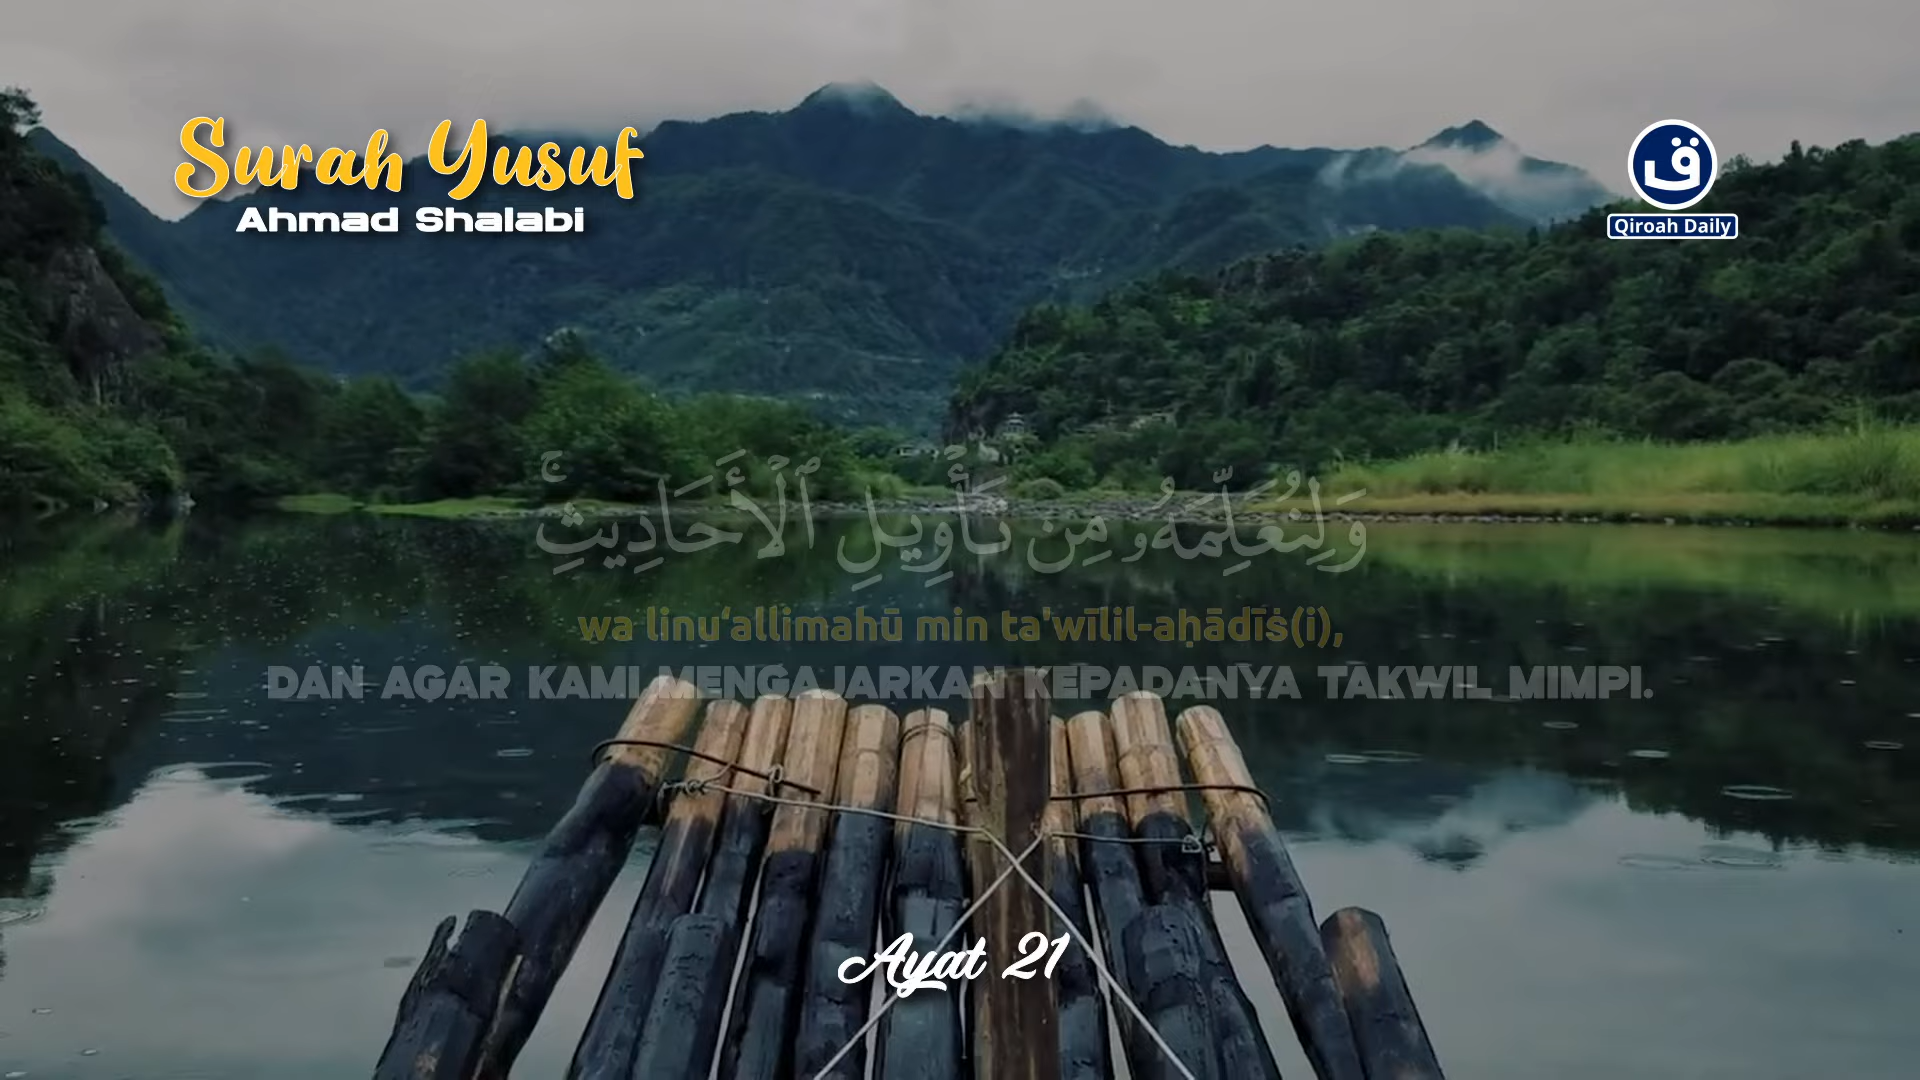 Surah Yusuf
Ahmad Shalabi
ق
Qiroah Daily
وَلِنُعَلِّمَهُۥ مِن تَأْوِيلِ ٱلْأَحَادِيثِۚ
wa linu‘allimahū min ta'wīlil-aḥādīṡ(i),
DAN AGAR KAMI MENGAJARKAN KEPADANYA TAKWIL MIMPI.
Ayat 21